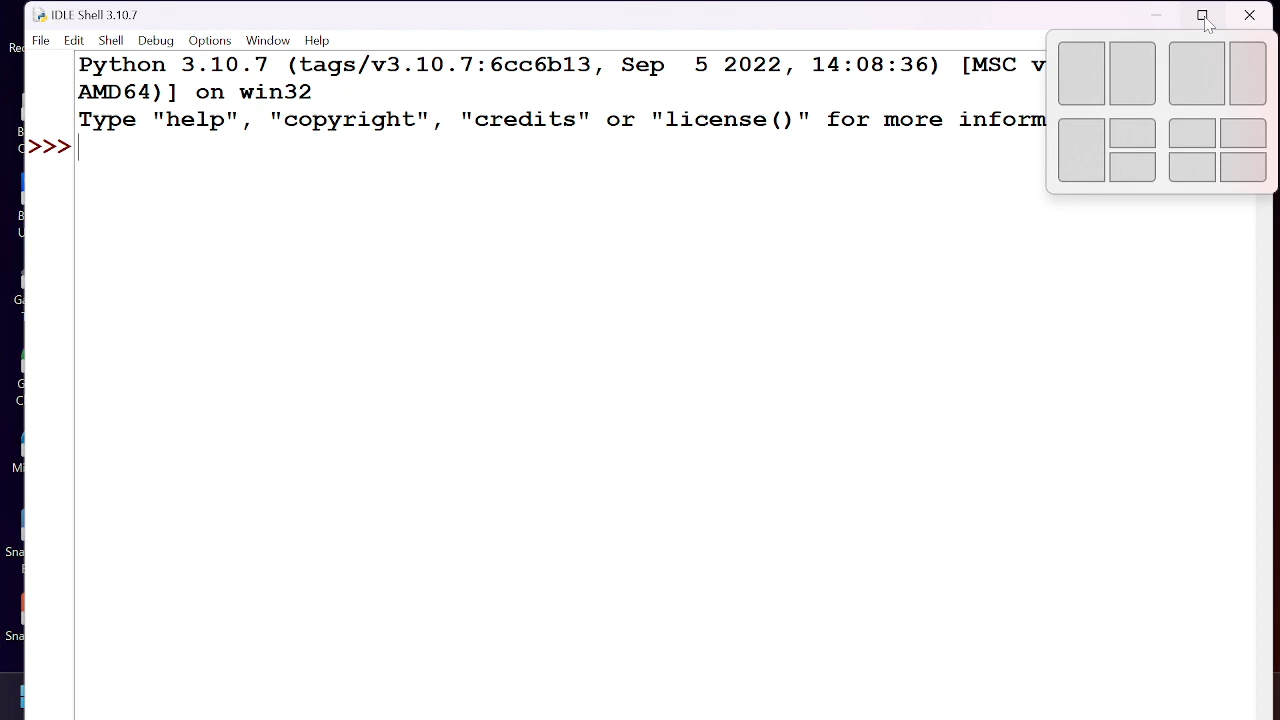 IDLE Shell 3.10.7
File Edit Shell Debug Options Window Help
Python 3.10.7 (tags/v3.10.7:6cc6b13, Sep  5 2022, 14:08:36) [MSC v
AMD64)] on win32
Type "help", "copyright", "credits" or "license()" for more inform
>>>